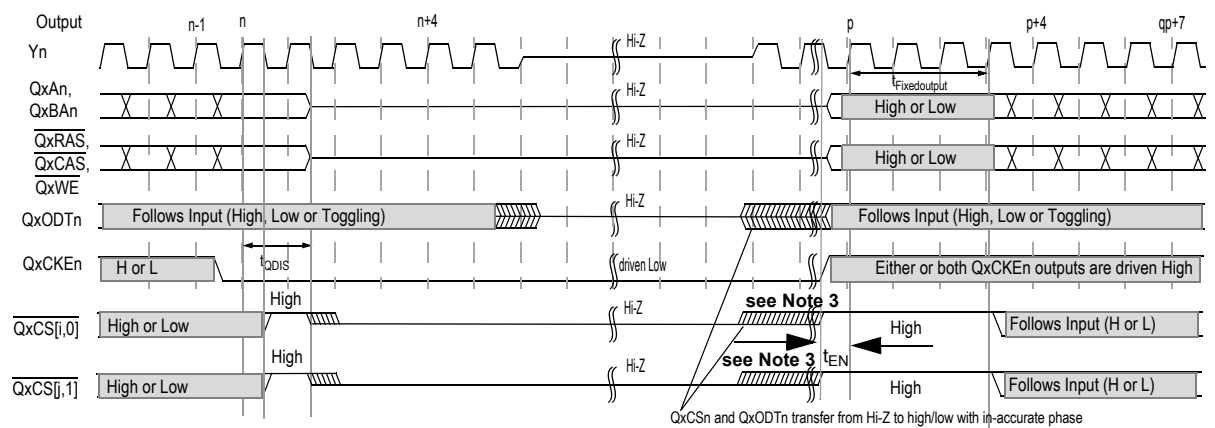 Output n-1 n n+4 p p+4 qp+7
Yn Hi-Z
tFixedoutput
QxAn, Hi-Z
QxBAn High or Low
QxRAS, Hi-Z
QxCAS, High or Low
QxWE
QxODTn Follows Input (High, Low or Toggling) Hi-Z Follows Input (High, Low or Toggling)
tQDIS
QxCKEn H or L driven Low Either or both QxCKEn outputs are driven High
High Hi-Z see Note 3
QxCS[i,0] High or Low High Follows Input (H or L)
High Hi-Z see Note 3 tEN
QxCS[j,1] High or Low High Follows Input (H or L)
QxCSn and QxODTn transfer from Hi-Z to high/low with in-accurate phase